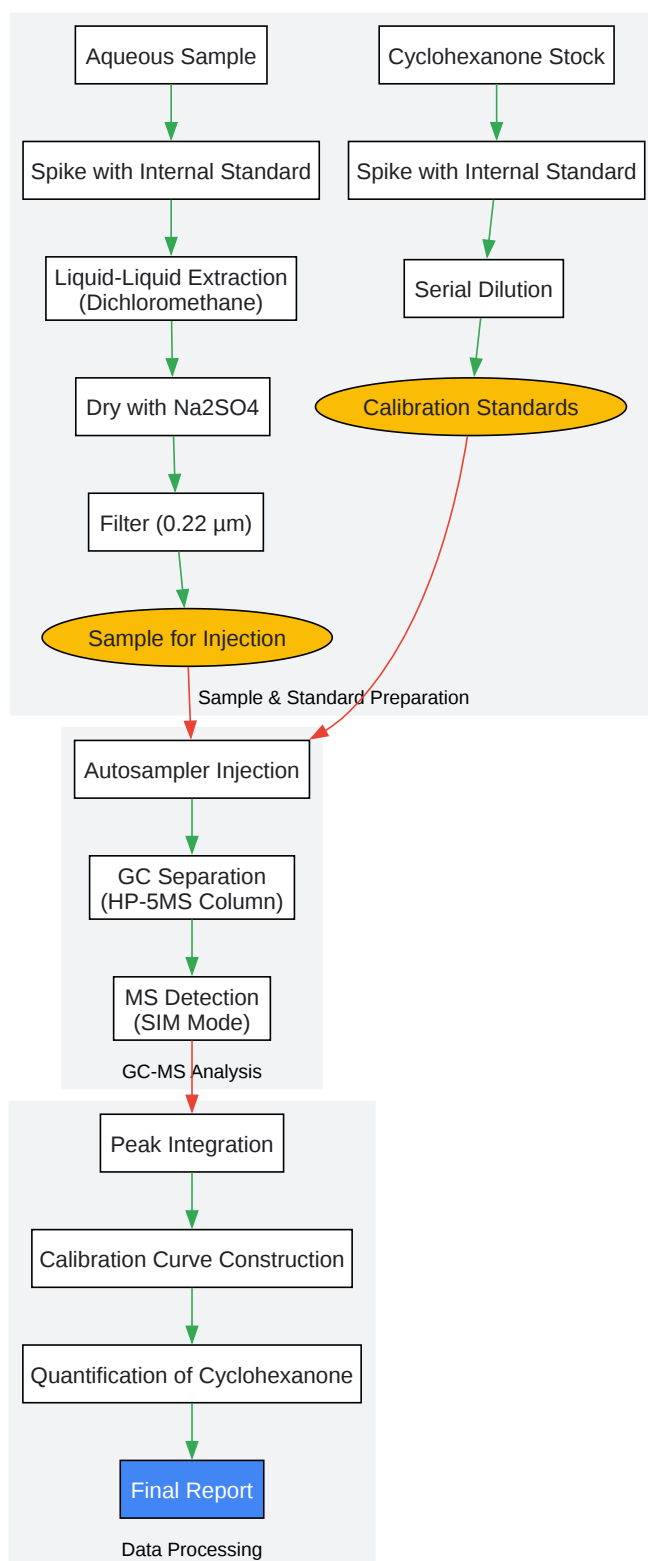 Aqueous Sample
Cyclohexanone Stock
Spike with Internal Standard
Spike with Internal Standard
Liquid-Liquid Extraction
(Dichloromethane)
Serial Dilution
Dry with Na2SO4
Calibration Standards
Filter (0.22 µm)
Sample for Injection
Sample & Standard Preparation
Autosampler Injection
GC Separation
(HP-5MS Column)
MS Detection
(SIM Mode)
GC-MS Analysis
Peak Integration
Calibration Curve Construction
Quantification of Cyclohexanone
Final Report
Data Processing